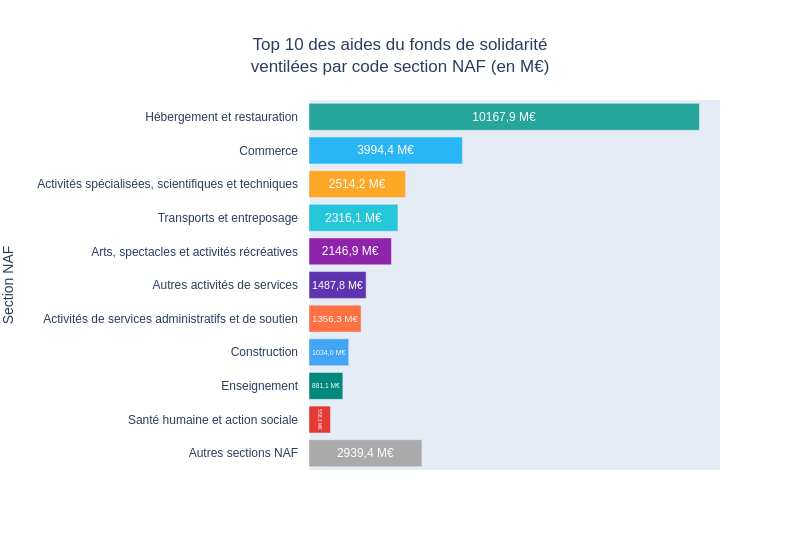 Top 10 des aides du fonds de solidarité
ventilées par code section NAF (en M€)
Section NAF
Hébergement et restauration 10167,9 M€
Commerce 3994,4 M€
Activités spécialisées, scientifiques et techniques 2514,2 M€
Transports et entreposage 2316,1 M€
Arts, spectacles et activités récréatives 2146,9 M€
Autres activités de services 1487,8 M€
Activités de services administratifs et de soutien 1356,3 M€
Construction 1034,0 M€
Enseignement 881,1 M€
Santé humaine et action sociale
Autres sections NAF 2939,4 M€